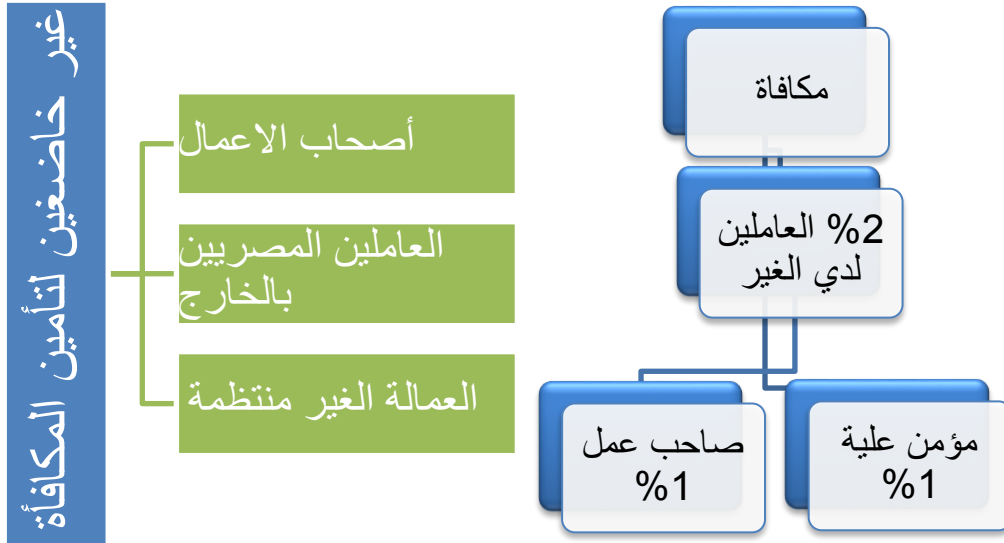 مكافاة
%2 العاملين
لدي الغير
مؤمن علية
%1
صاحب عمل
%1
غير خاضغين لتأمين المكافأة
أصحاب الاعمال
العاملين المصريين
بالخارج
العمالة الغير منتظمة